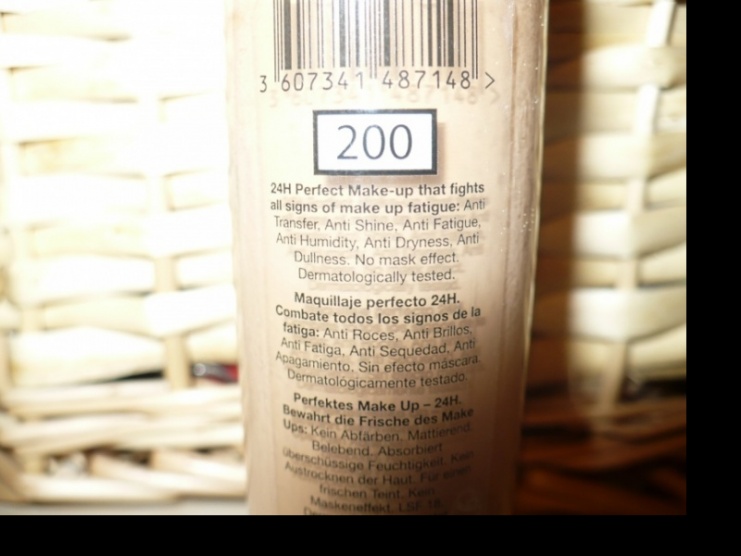 3 607341 487148 >
200
24H Perfect Make-up that fights
all signs of make up fatigue: Anti
Transfer, Anti Shine, Anti Fatigue,
Anti Humidity, Anti Dryness, Anti
Dullness. No mask effect.
Dermatologically tested.
Maquillaje perfecto 24H.
Combate todos los signos de la
fatiga: Anti Roces, Anti Brillos,
Anti Fatiga, Anti Sequedad, Anti
Apagamiento, Sin efecto máscara.
Dermatológicamente testado.
Perfektes Make Up – 24H.
Bewahrt die Frische des Make
Ups: Kein Abfärben. Mattierend.
Belebend. Absorbiert
überschüssige Feuchtigkeit. Kein
Austrocknen der Haut. Für einen
frischen Teint. Kein
Maskeneffekt. LSF